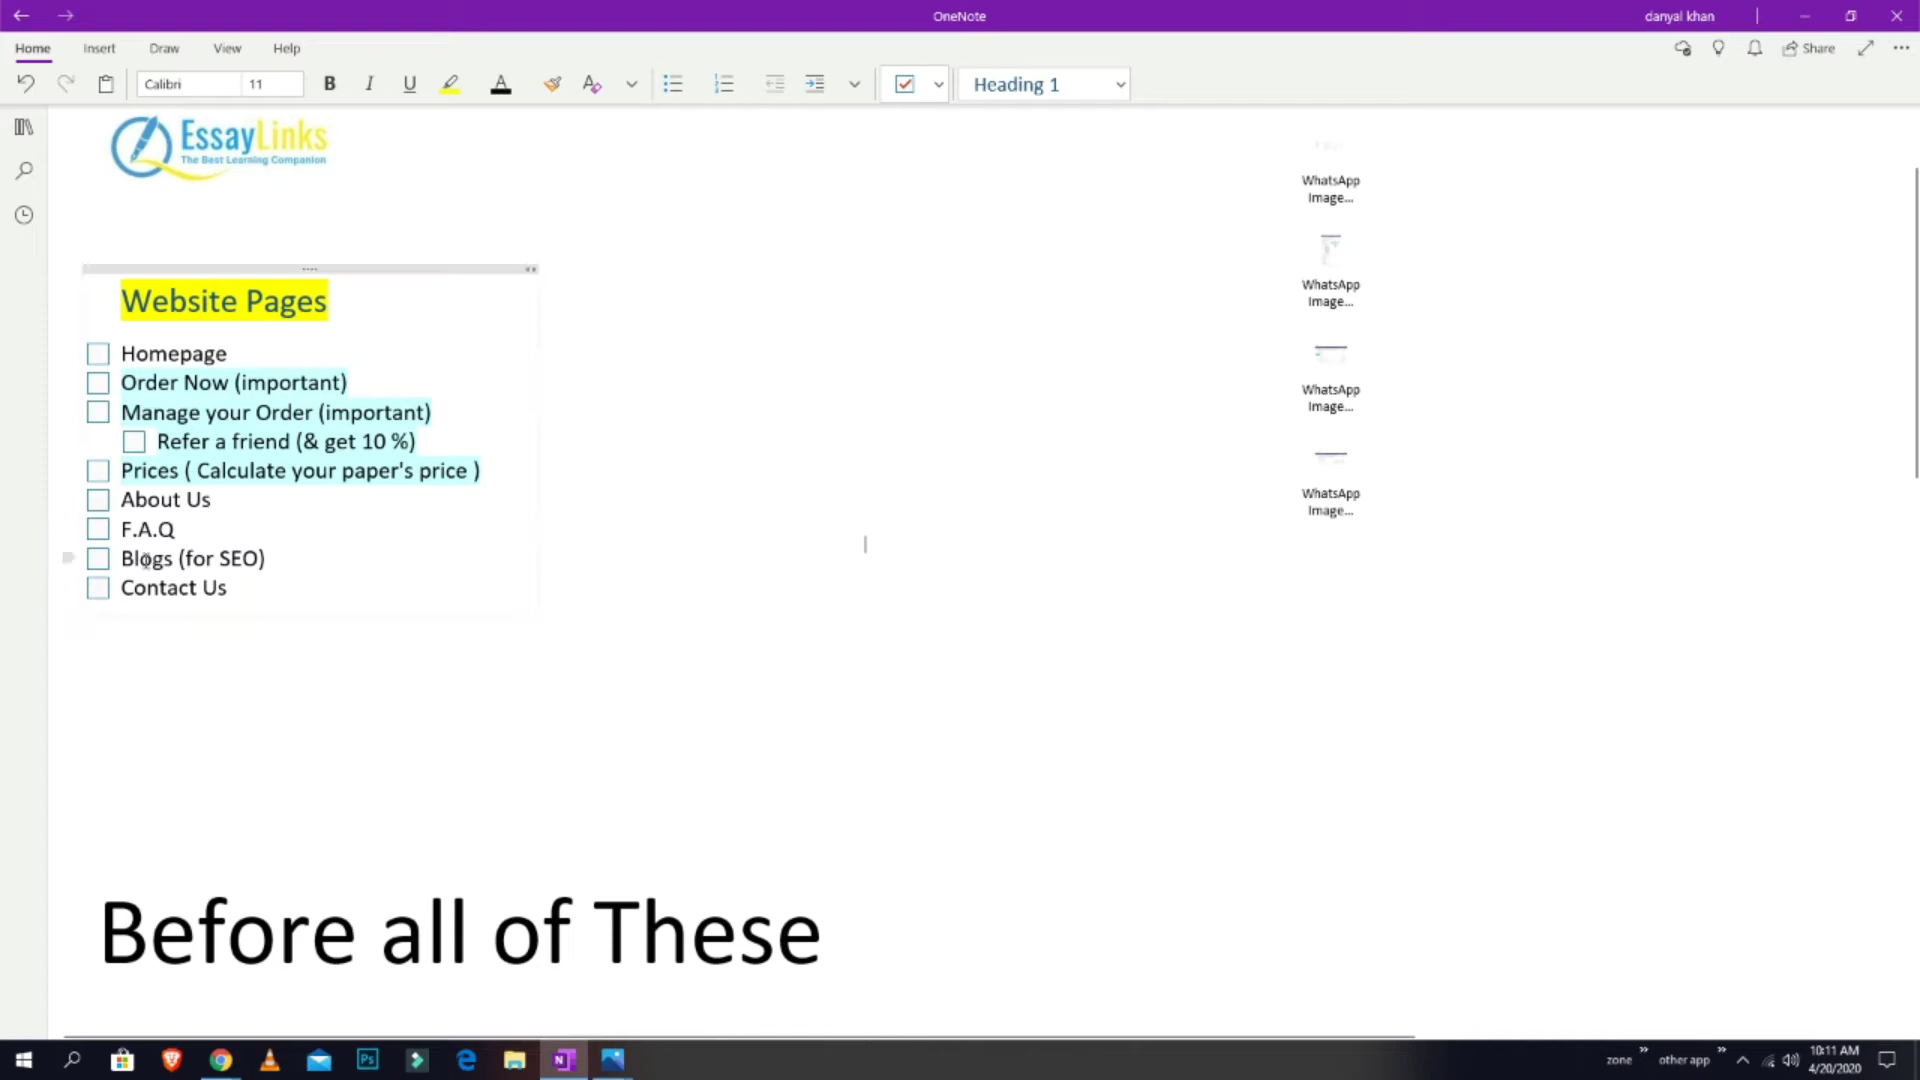 OneNote
danyal khan
Home Insert Draw View Help
Share
Calibri 11 B I U A A Heading 1
EssayLinks
The Best Learning Companion
WhatsApp
Image...
WhatsApp
Image...
WhatsApp
Image...
WhatsApp
Image...
Website Pages
Homepage
Order Now (important)
Manage your Order (important)
Refer a friend (& get 10 %)
Prices ( Calculate your paper's price )
About Us
F.A.Q
Blogs (for SEO)
Contact Us
Before all of These
Ps
N
zone » other app »
10:11 AM
4/20/2020